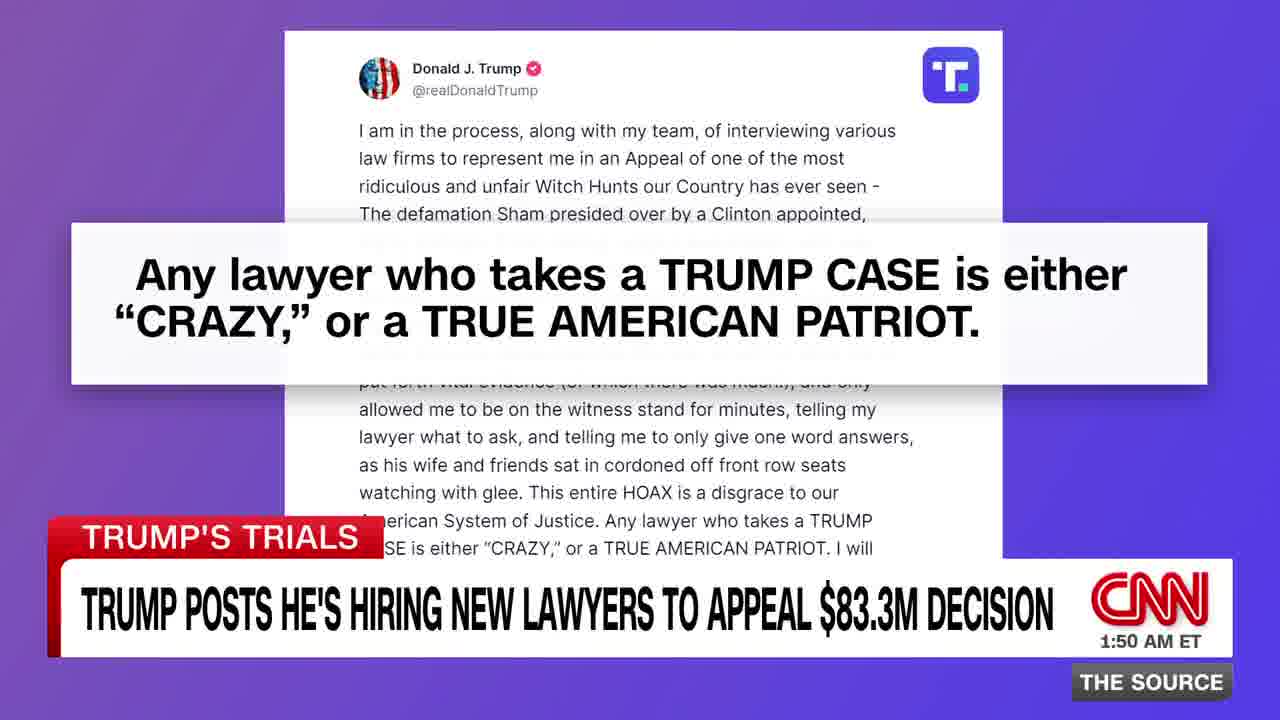 Donald J. Trump
@realDonaldTrump
T.
I am in the process, along with my team, of interviewing various
law firms to represent me in an Appeal of one of the most
ridiculous and unfair Witch Hunts our Country has ever seen -
The defamation Sham presided over by a Clinton appointed,
Any lawyer who takes a TRUMP CASE is either
“CRAZY,” or a TRUE AMERICAN PATRIOT.
allowed me to be on the witness stand for minutes, telling my
lawyer what to ask, and telling me to only give one word answers,
as his wife and friends sat in cordoned off front row seats
watching with glee. This entire HOAX is a disgrace to our
American System of Justice. Any lawyer who takes a TRUMP
CASE is either “CRAZY,” or a TRUE AMERICAN PATRIOT. I will
TRUMP'S TRIALS
TRUMP POSTS HE'S HIRING NEW LAWYERS TO APPEAL $83.3M DECISION
CNN
1:50 AM ET
THE SOURCE